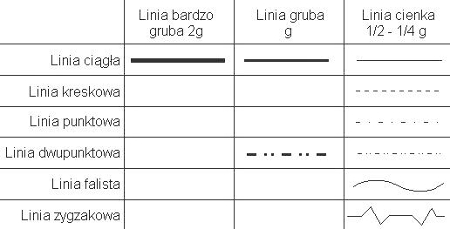 Linia bardzo
gruba 2g
Linia gruba
g
Linia cienka
1/2 - 1/4 g
Linia ciągła
Linia kreskowa
Linia punktowa
Linia dwupunktowa
Linia falista
Linia zygzakowa